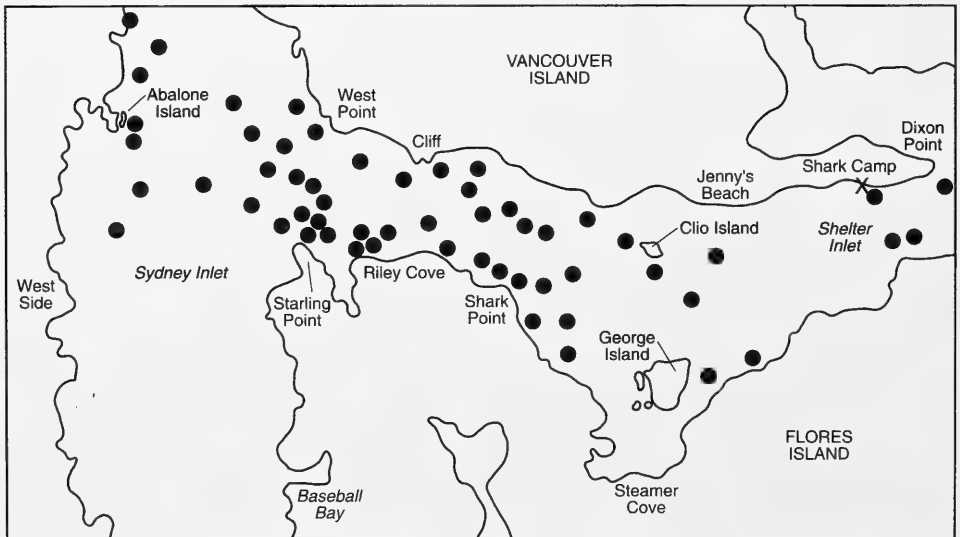 VANCOUVER
ISLAND
Abalone
Island
West
Point
Cliff
Dixon
Point
Shark Camp
X
Jenny's
Beach
Clio Island
Shelter
Inlet
Sydney Inlet
West
Side
Starling
Point
Riley Cove
Shark
Point
George
Island
FLORES
ISLAND
Baseball
Bay
Steamer
Cove